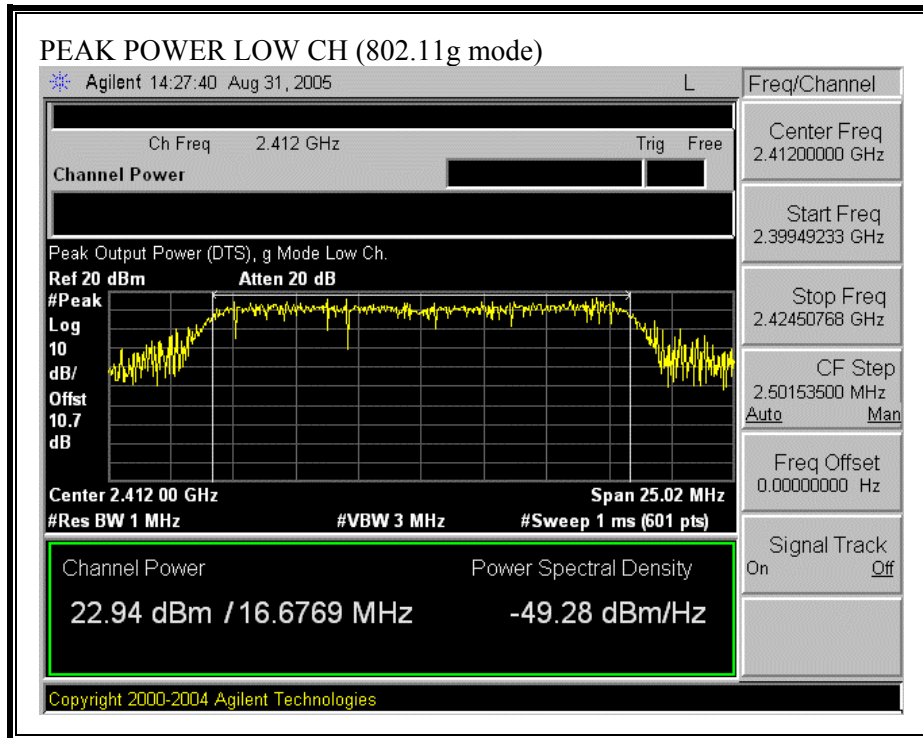 PEAK POWER LOW CH (802.11g mode)
Agilent 14:27:40 Aug 31, 2005 L
Freq/Channel
Ch Freq 2.412 GHz Trig Free
Channel Power
Center Freq
2.41200000 GHz
Start Freq
2.39949233 GHz
Stop Freq
2.42450768 GHz
CF Step
2.50153500 MHz
Auto Man
Freq Offset
0.00000000 Hz
Signal Track
On Off
Peak Output Power (DTS), g Mode Low Ch.
Ref 20 dBm Atten 20 dB
#Peak
Log
10
dB/
Offst
10.7
dB
Center 2.412 00 GHz Span 25.02 MHz
#Res BW 1 MHz #VBW 3 MHz #Sweep 1 ms (601 pts)
Channel Power Power Spectral Density
22.94 dBm / 16.6769 MHz -49.28 dBm/Hz
Copyright 2000-2004 Agilent Technologies